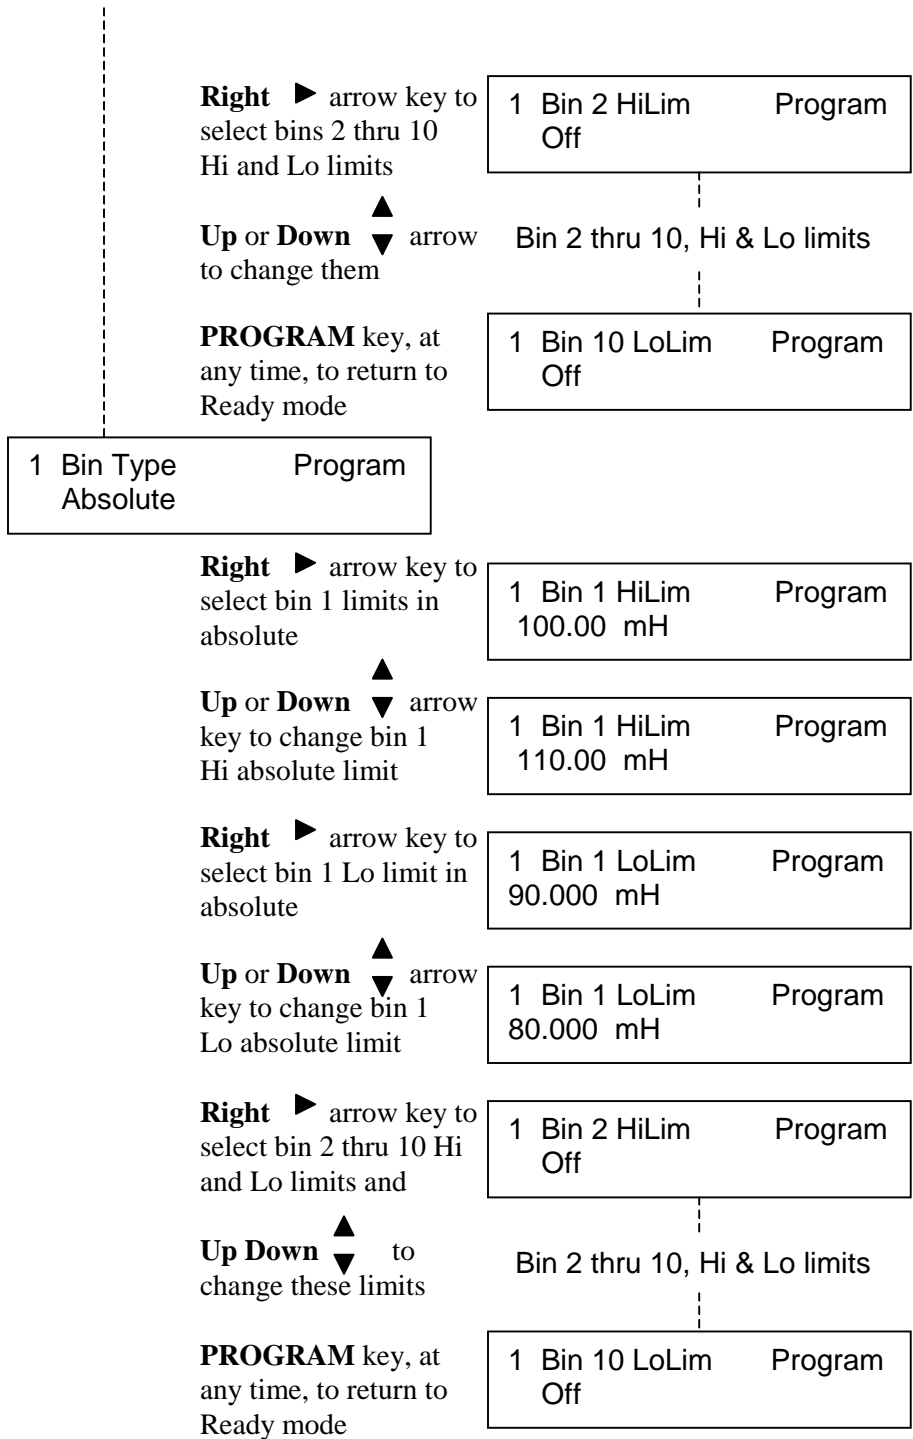 Right ► arrow key to
select bins 2 thru 10
Hi and Lo limits
1 Bin 2 HiLim Program
Off
▲
Up or Down ▼ arrow
to change them
Bin 2 thru 10, Hi & Lo limits
PROGRAM key, at
any time, to return to
Ready mode
1 Bin 10 LoLim Program
Off
1 Bin Type Program
Absolute
Right ► arrow key to
select bin 1 limits in
absolute
1 Bin 1 HiLim Program
100.00 mH
▲
Up or Down ▼ arrow
key to change bin 1
Hi absolute limit
1 Bin 1 HiLim Program
110.00 mH
Right ► arrow key to
select bin 1 Lo limit in
absolute
1 Bin 1 LoLim Program
90.000 mH
▲
Up or Down ▼ arrow
key to change bin 1
Lo absolute limit
1 Bin 1 LoLim Program
80.000 mH
Right ► arrow key to
select bin 2 thru 10 Hi
and Lo limits and
1 Bin 2 HiLim Program
Off
▲
Up Down ▼ to
change these limits
Bin 2 thru 10, Hi & Lo limits
PROGRAM key, at
any time, to return to
Ready mode
1 Bin 10 LoLim Program
Off